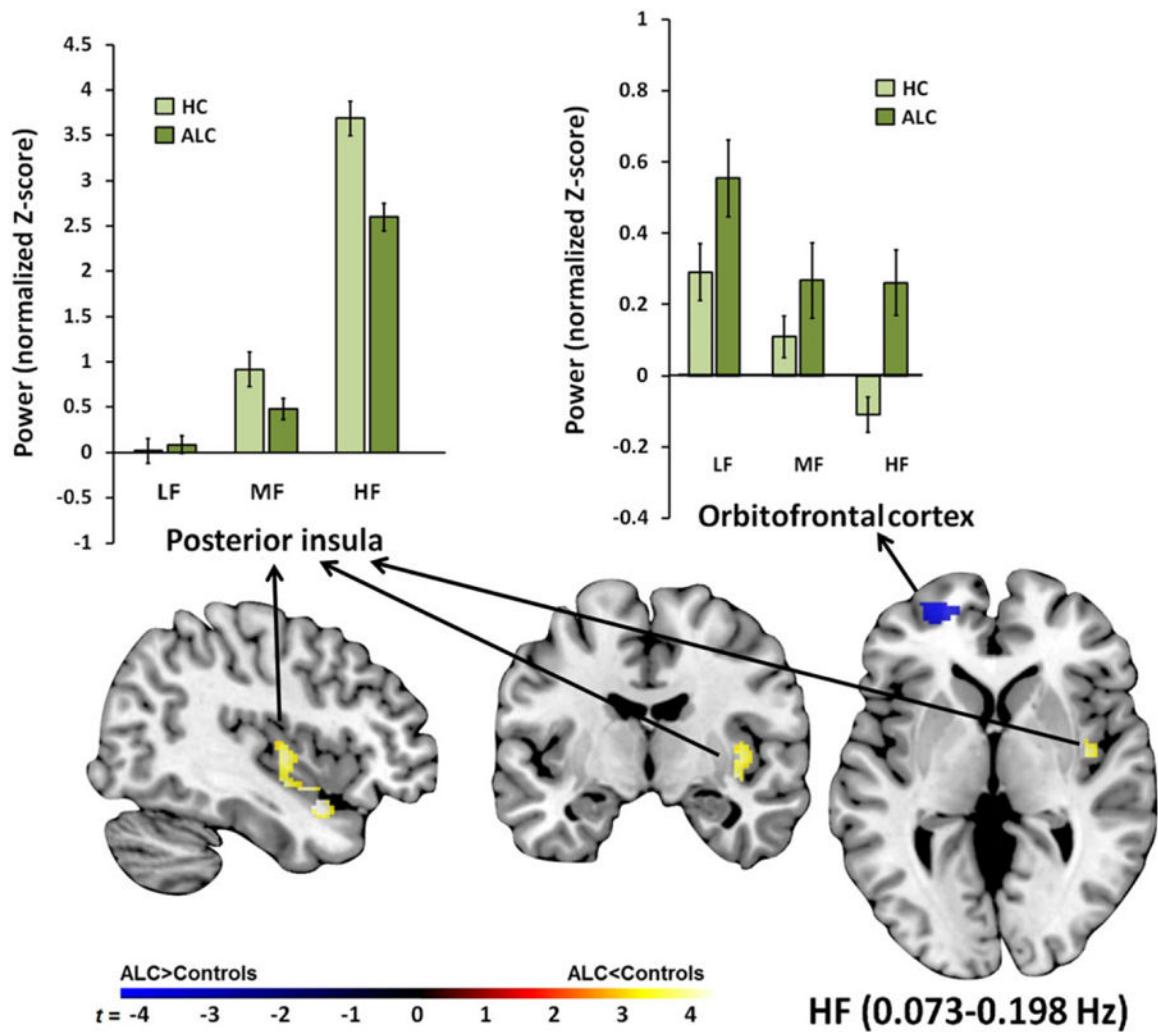 Power (normalized Z-score)
4.5
4
3.5
3
2.5
2
1.5
1
0.5
0
-0.5
-1
HC
ALC
LF MF HF
Posterior insula
Power (normalized Z-score)
1
0.8
0.6
0.4
0.2
0
-0.2
-0.4
HC
ALC
LF MF HF
Orbitofrontal cortex
ALC>Controls ALC<Controls
t = -4 -3 -2 -1 0 1 2 3 4
HF (0.073-0.198 Hz)